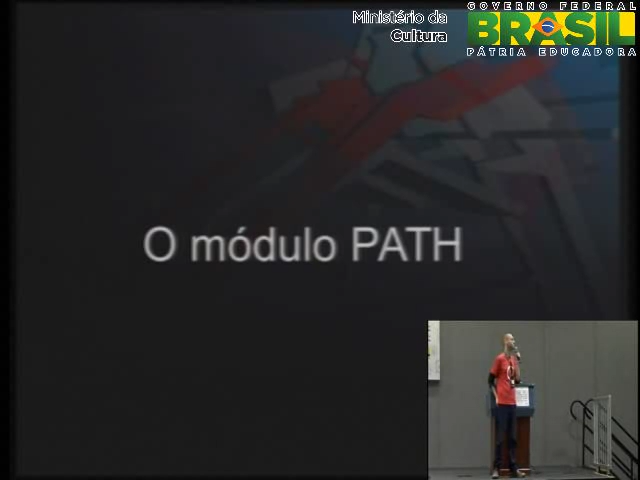 Ministério da
Cultura
GOVERNO FEDERAL
BRASIL
PÁTRIA EDUCADORA
O módulo PATH